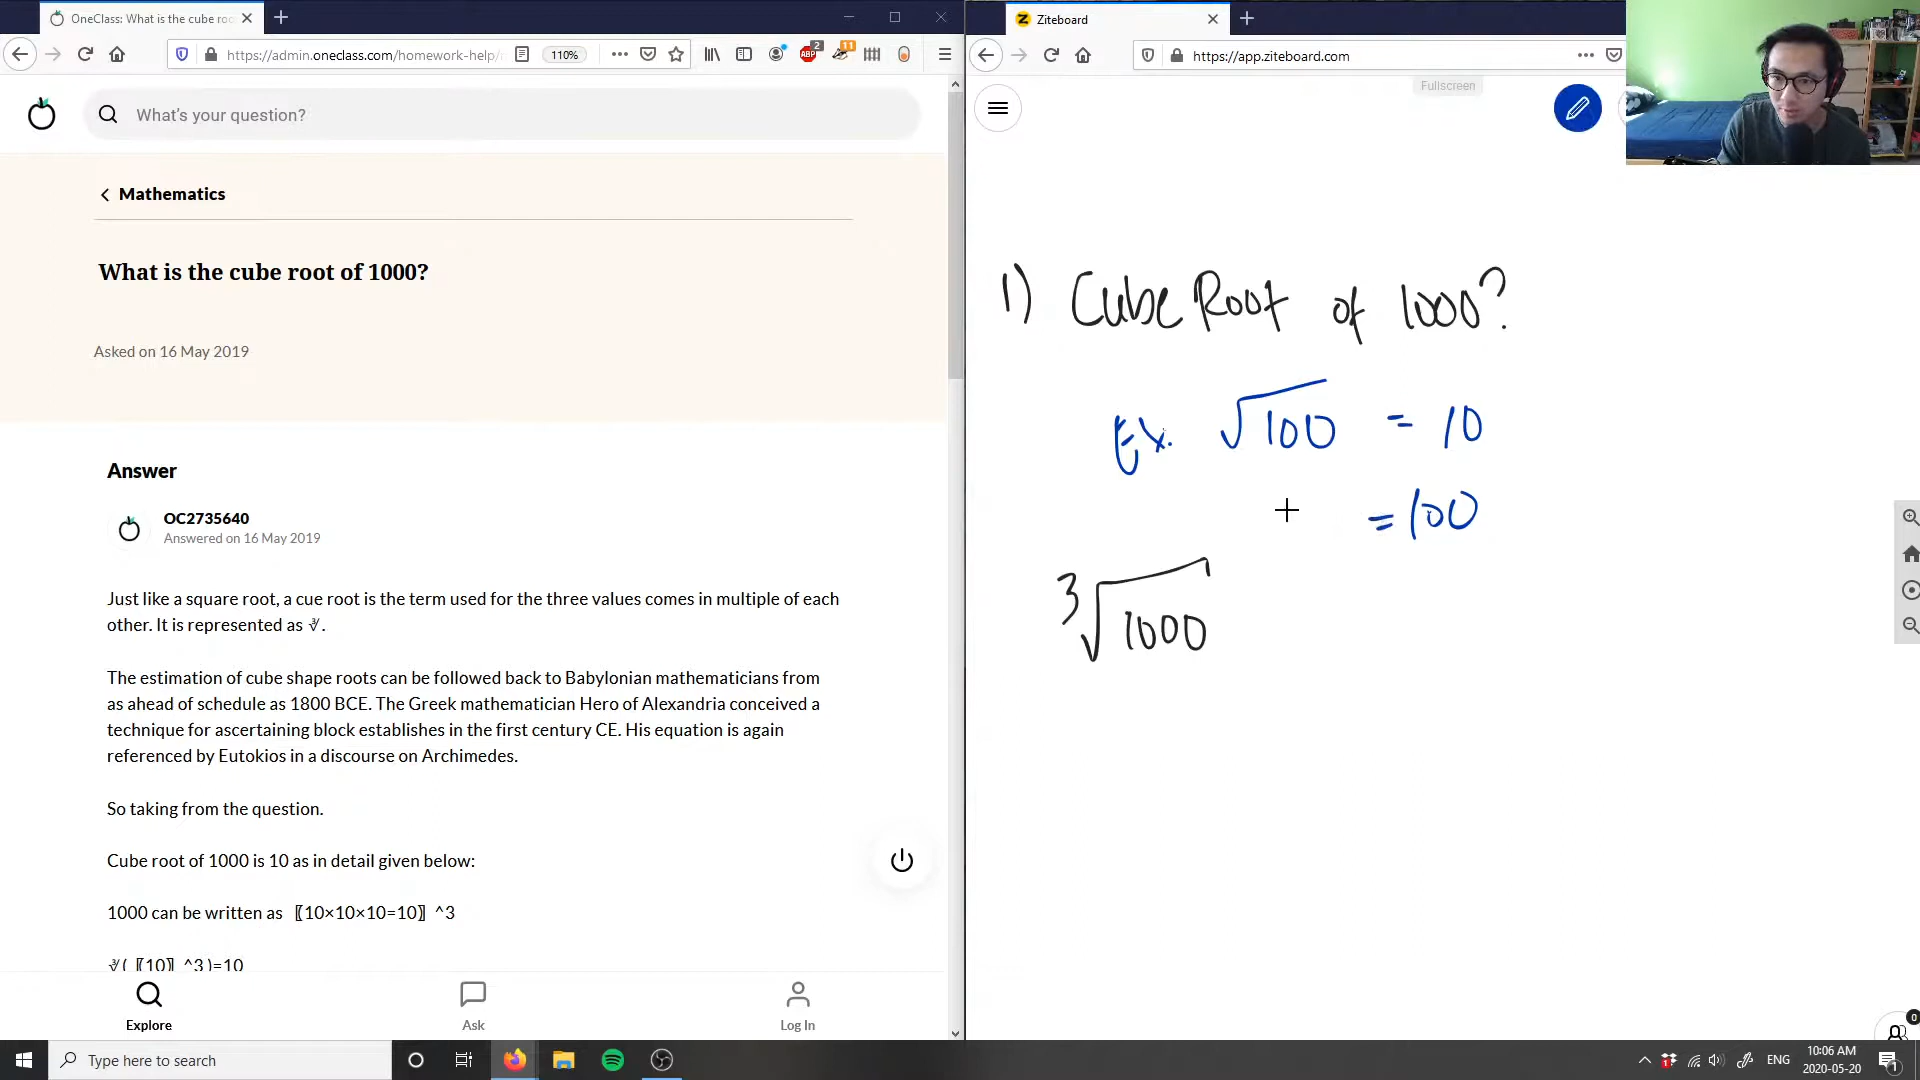 OneClass: What is the cube roo
Ziteboard
https://admin.oneclass.com/homework-help/
110%
2
11
https://app.ziteboard.com
Fullscreen
What's your question?
Mathematics
What is the cube root of 1000?
Asked on 16 May 2019
Answer
OC2735640
Answered on 16 May 2019
Just like a square root, a cue root is the term used for the three values comes in multiple of each
other. It is represented as ∛.
The estimation of cube shape roots can be followed back to Babylonian mathematicians from
as ahead of schedule as 1800 BCE. The Greek mathematician Hero of Alexandria conceived a
technique for ascertaining block establishes in the first century CE. His equation is again
referenced by Eutokios in a discourse on Archimedes.
So taking from the question.
Cube root of 1000 is 10 as in detail given below:
1000 can be written as 〖10×10×10=10〗^3
∛(〖10〗^3)=10
Explore
Ask
Log In
1) Cube Root of 1000?
Ex. √100 = 10
= 100
3√1000
0
Type here to search
ENG
10:06 AM
2020-05-20
1